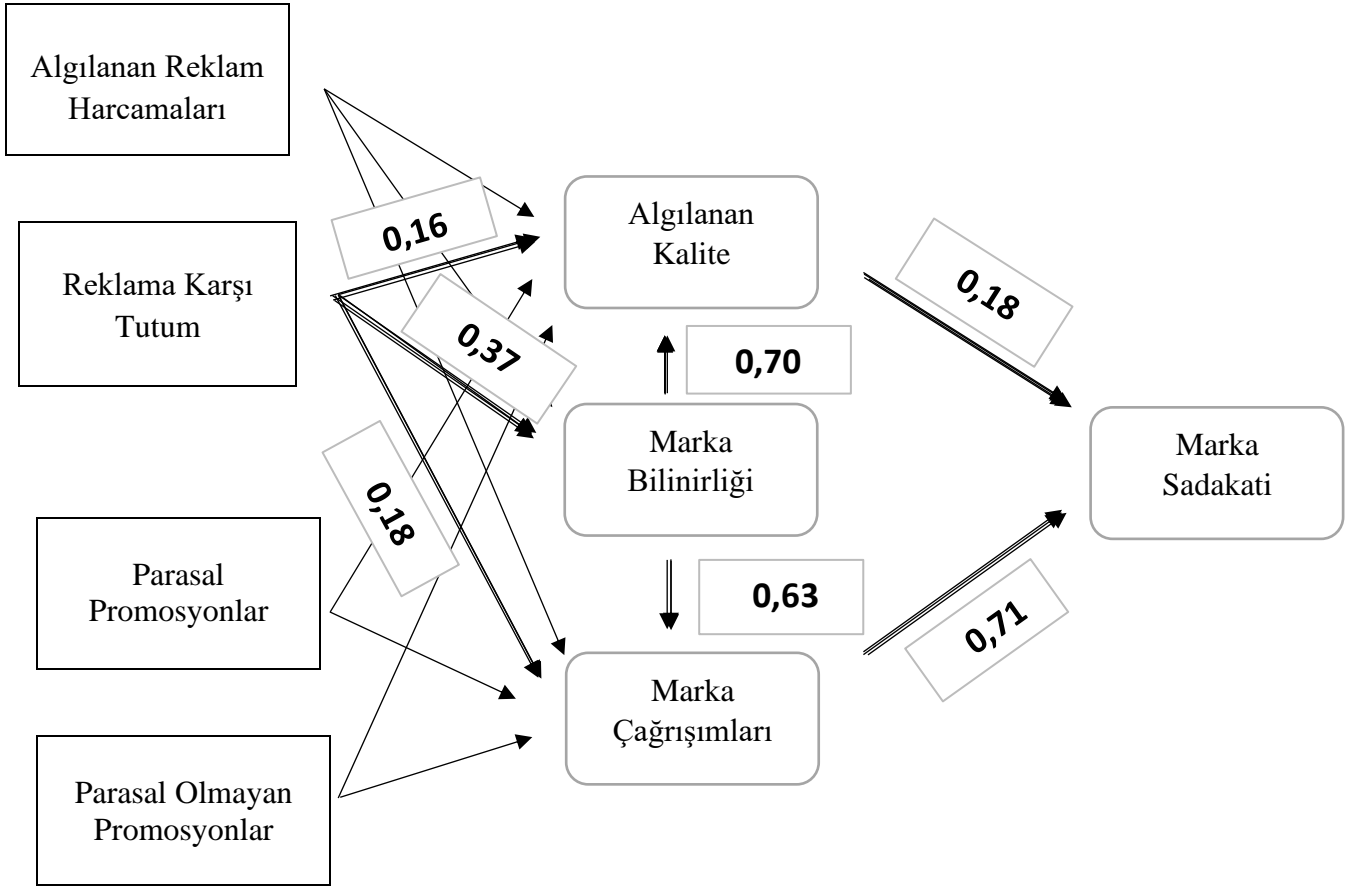 Algılanan Reklam
Harcamaları
Reklama Karşı
Tutum
Parasal
Promosyonlar
Parasal Olmayan
Promosyonlar
0,16
0,37
0,18
Algılanan
Kalite
0,70
Marka
Bilinirliği
0,63
Marka
Çağrışımları
0,18
0,71
Marka
Sadakati